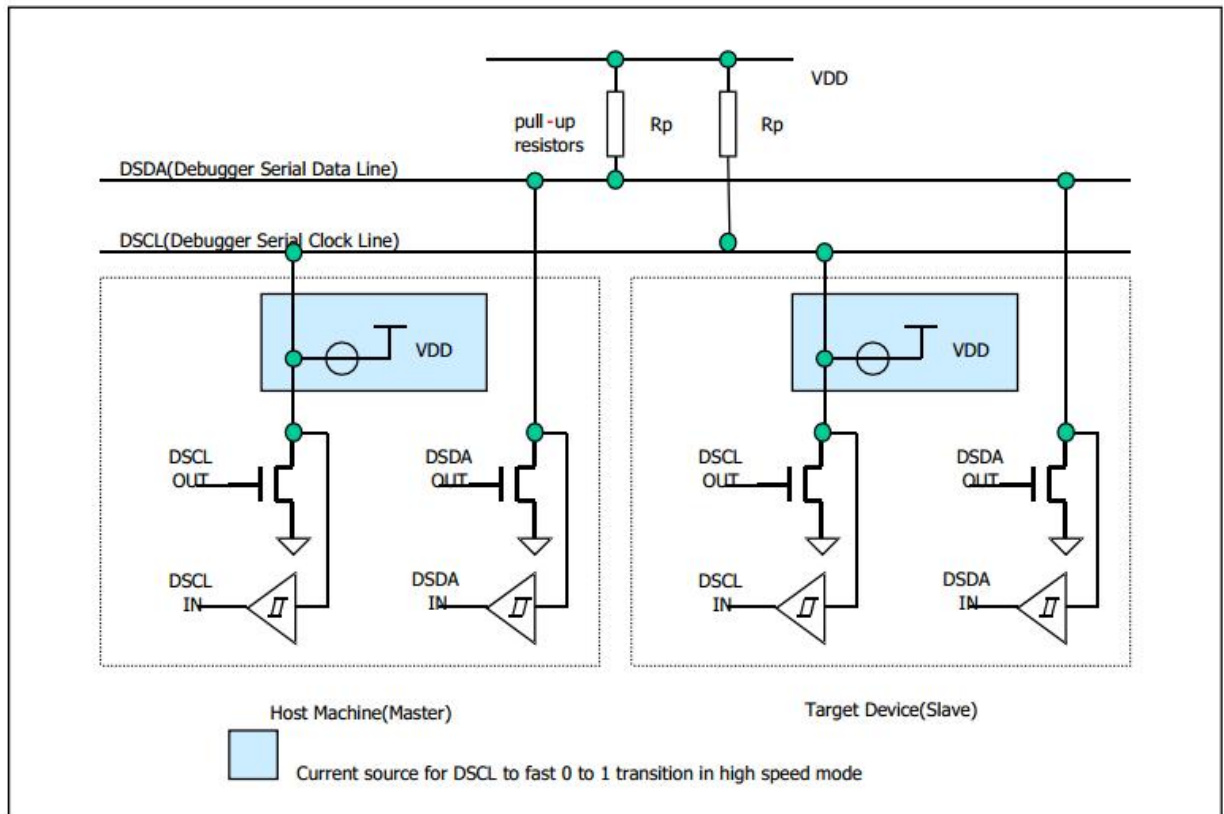 VDD
pull-up
resistors
Rp
Rp
DSDA(Debugger Serial Data Line)
DSCL(Debugger Serial Clock Line)
VDD
VDD
DSCL
OUT
DSDA
OUT
DSCL
OUT
DSDA
OUT
DSCL
IN
DSDA
IN
DSCL
IN
DSDA
IN
Host Machine(Master)
Target Device(Slave)
Current source for DSCL to fast 0 to 1 transition in high speed mode